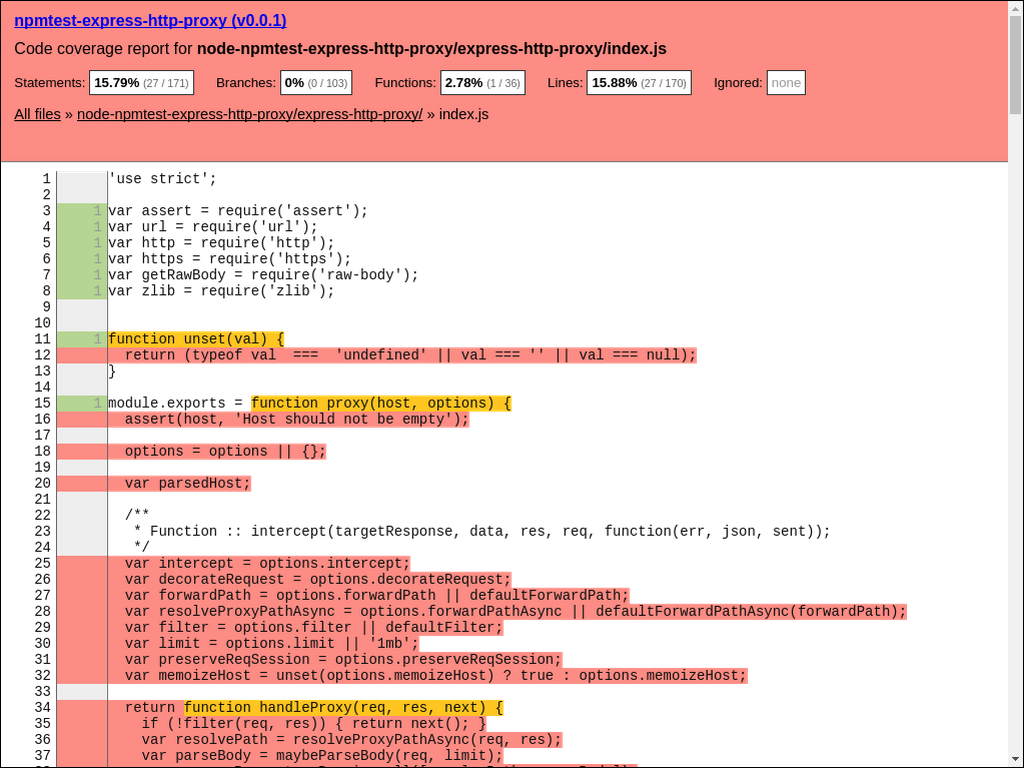 npmtest-express-http-proxy (v0.0.1)
Code coverage report for node-npmtest-express-http-proxy/express-http-proxy/index.js
Statements: 15.79% (27 / 171) Branches: 0% (0 / 103) Functions: 2.78% (1 / 36) Lines: 15.88% (27 / 170) Ignored: none
All files » node-npmtest-express-http-proxy/express-http-proxy/ » index.js
1 'use strict';
2
3 1 var assert = require('assert');
4 1 var url = require('url');
5 1 var http = require('http');
6 1 var https = require('https');
7 1 var getRawBody = require('raw-body');
8 1 var zlib = require('zlib');
9
10
11 1 function unset(val) {
12   return (typeof val  ===  'undefined' || val === '' || val === null);
13 }
14
15 1 module.exports = function proxy(host, options) {
16   assert(host, 'Host should not be empty');
17
18   options = options || {};
19
20   var parsedHost;
21
22   /**
23    * Function :: intercept(targetResponse, data, res, req, function(err, json, sent));
24    */
25   var intercept = options.intercept;
26   var decorateRequest = options.decorateRequest;
27   var forwardPath = options.forwardPath || defaultForwardPath;
28   var resolveProxyPathAsync = options.forwardPathAsync || defaultForwardPathAsync(forwardPath);
29   var filter = options.filter || defaultFilter;
30   var limit = options.limit || '1mb';
31   var preserveReqSession = options.preserveReqSession;
32   var memoizeHost = unset(options.memoizeHost) ? true : options.memoizeHost;
33
34   return function handleProxy(req, res, next) {
35     if (!filter(req, res)) { return next(); }
36     var resolvePath = resolveProxyPathAsync(req, res);
37     var parseBody = maybeParseBody(req, limit);